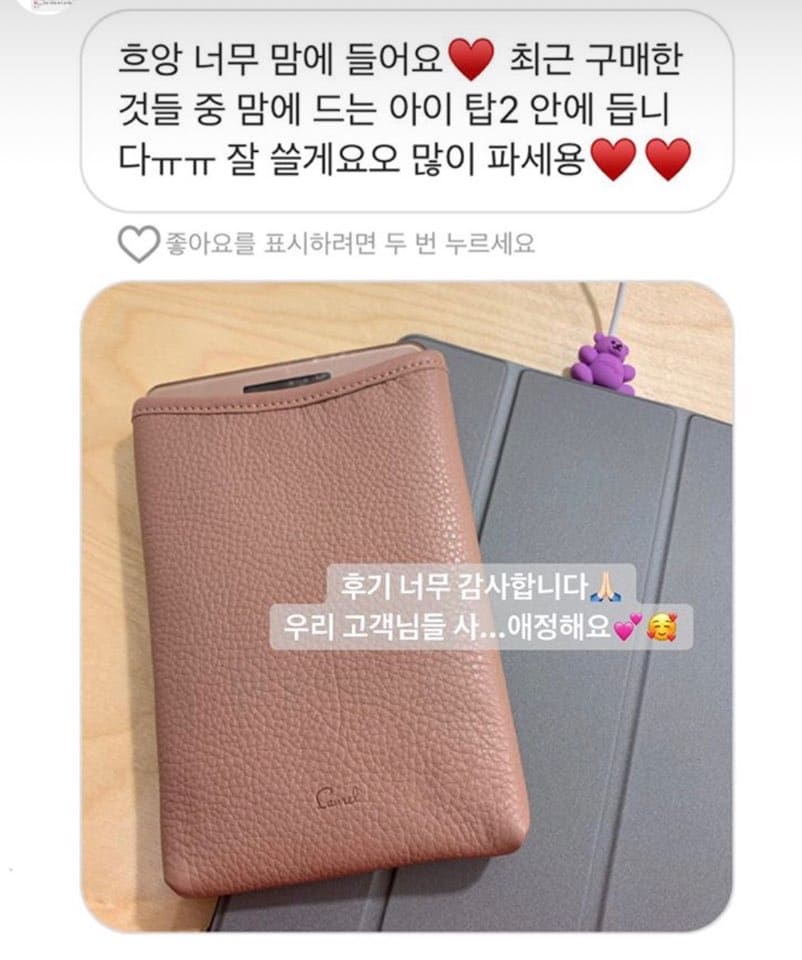 흐앙 너무 맘에 들어요♥️ 최근 구매한
것들 중 맘에 드는 아이 탑2 안에 듭니
다ㅠㅠ 잘 쓸게요오 많이 파세용♥️♥️
좋아요를 표시하려면 두 번 누르세요
후기 너무 감사합니다🙏🏻
우리 고객님들 사...애정해요💕🥰
Laurel